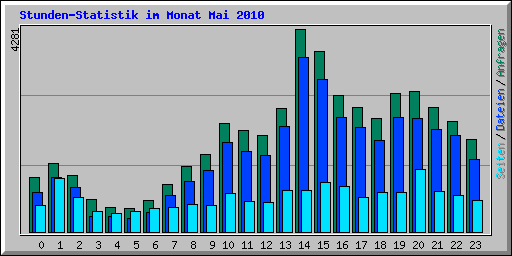 Stunden-Statistik im Monat Mai 2010
4281
Seiten/Dateien/Anfragen
0 1 2 3 4 5 6 7 8 9 10 11 12 13 14 15 16 17 18 19 20 21 22 23